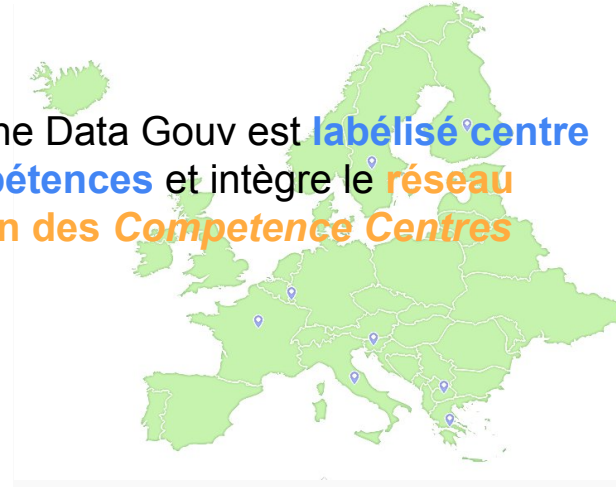 ne Data Gouv est labélisé centre
pétences et intègre le réseau
n des Competence Centres